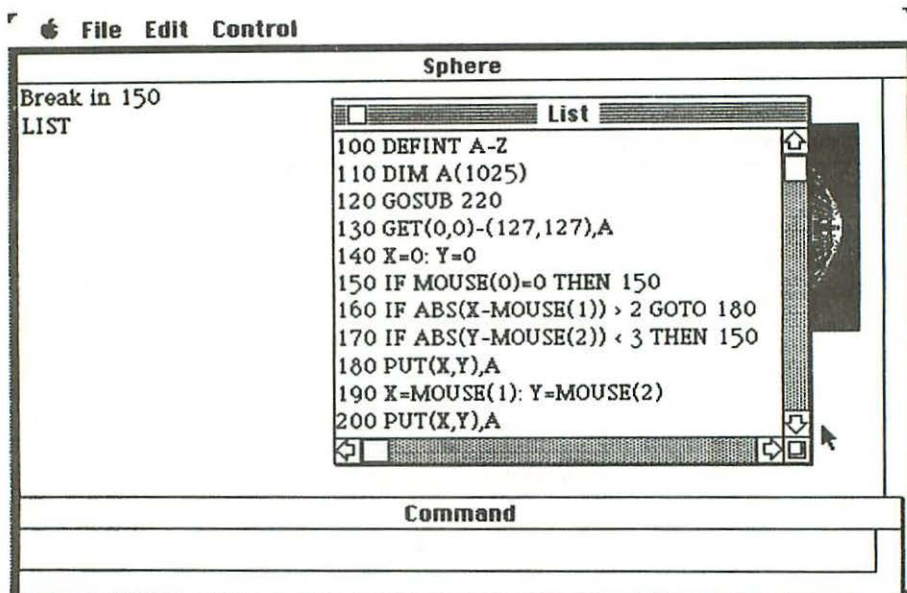 File Edit Control
Sphere
Break in 150
LIST
List
100 DEFINT A-Z
110 DIM A(1025)
120 GOSUB 220
130 GET(0,0)-(127,127),A
140 X=0: Y=0
150 IF MOUSE(0)=0 THEN 150
160 IF ABS(X-MOUSE(1)) > 2 GOTO 180
170 IF ABS(Y-MOUSE(2)) < 3 THEN 150
180 PUT(X,Y),A
190 X=MOUSE(1): Y=MOUSE(2)
200 PUT(X,Y),A
Command